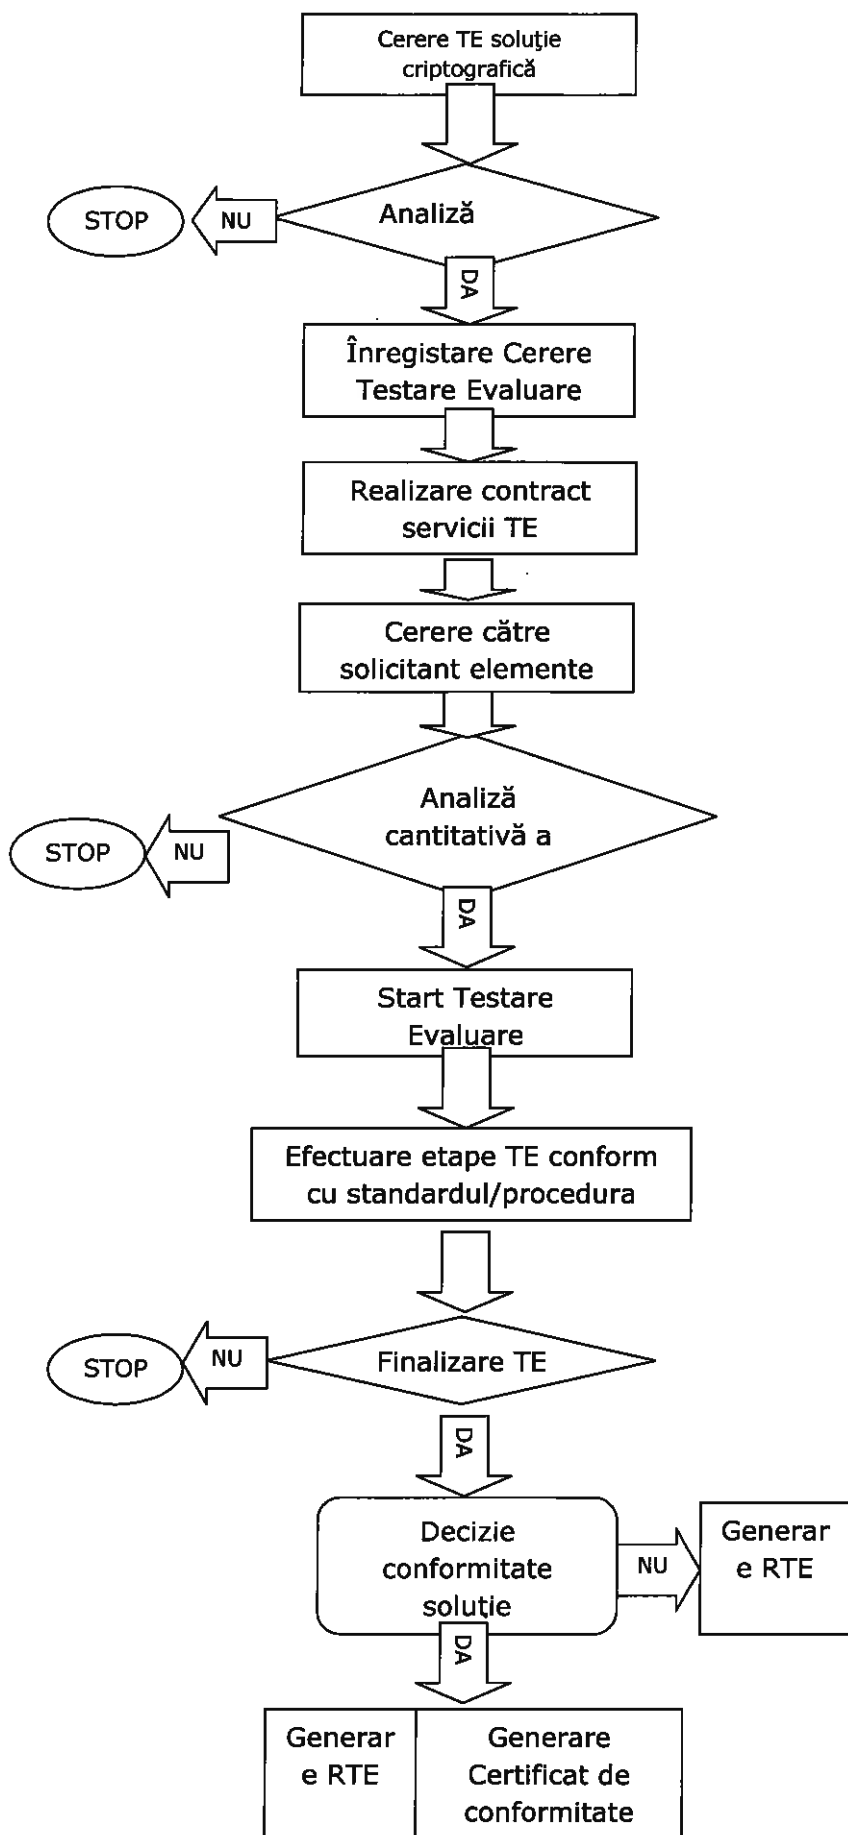 Cerere TE soluţie
criptografică
Analiză
NU
STOP
DA
Înregistare Cerere
Testare Evaluare
Realizare contract
servicii TE
Cerere către
solicitant elemente
Analiză
cantitativă a
NU
STOP
DA
Start Testare
Evaluare
Efectuare etape TE conform
cu standardul/procedura
Finalizare TE
NU
STOP
DA
Decizie
conformitate
soluţie
NU
Generar
e RTE
DA
Generar
e RTE
Generare
Certificat de
conformitate